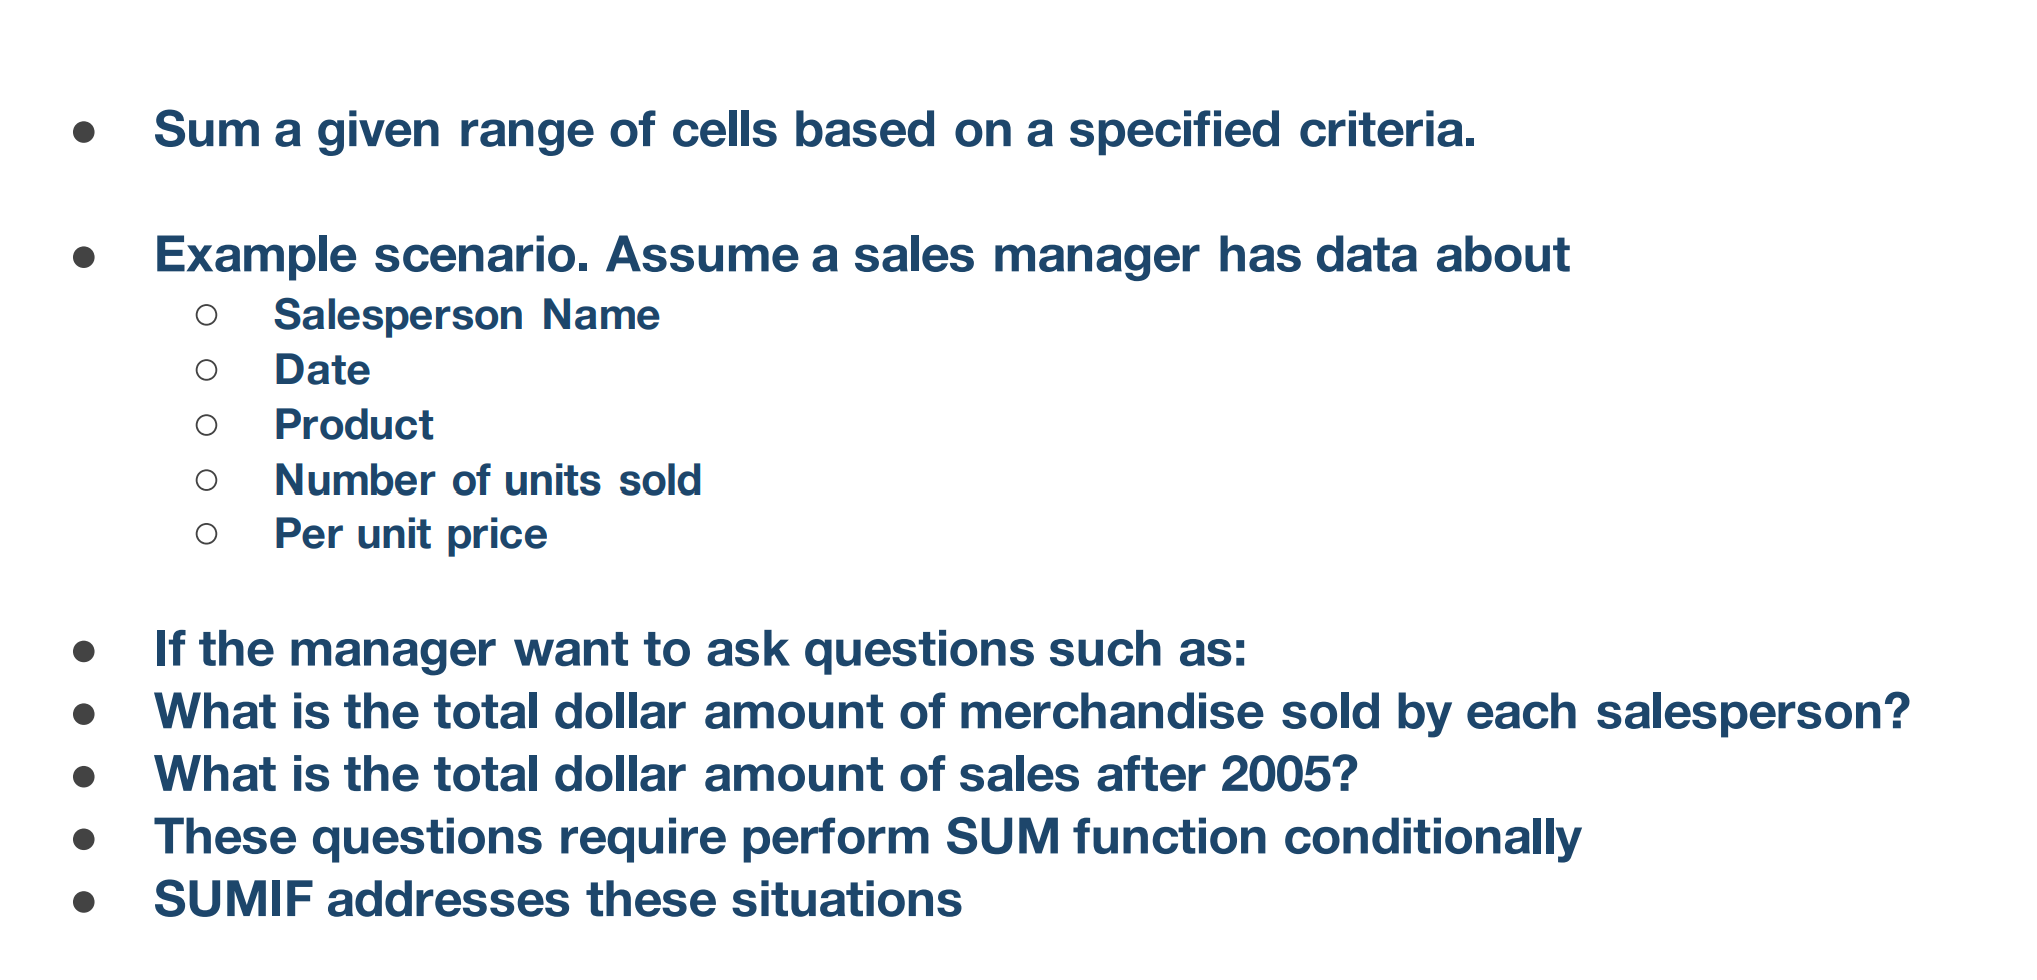 ● Sum a given range of cells based on a specified criteria.
● Example scenario. Assume a sales manager has data about
○ Salesperson Name
○ Date
○ Product
○ Number of units sold
○ Per unit price
● If the manager want to ask questions such as:
● What is the total dollar amount of merchandise sold by each salesperson?
● What is the total dollar amount of sales after 2005?
● These questions require perform SUM function conditionally
● SUMIF addresses these situations